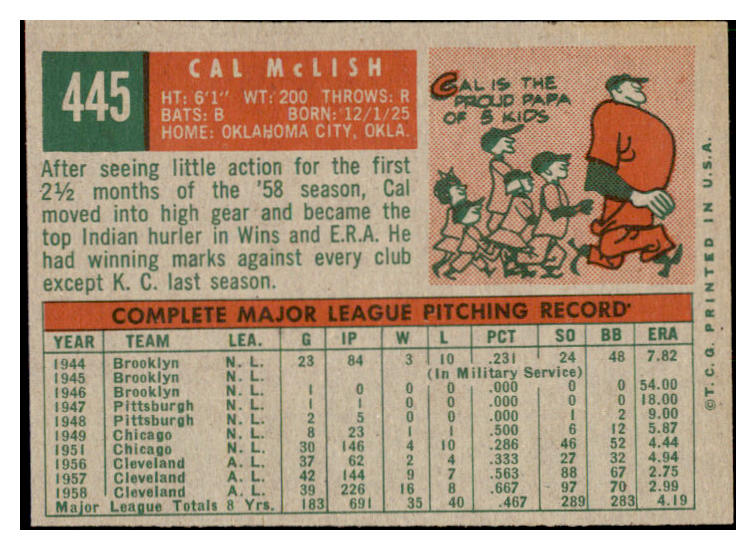 445
CAL McLISH
HT: 6'1" WT: 200 THROWS: R
BATS: B BORN: 12/1/25
HOME: OKLAHOMA CITY, OKLA.
CAL IS THE
PROUD PAPA
OF 5 KIDS
After seeing little action for the first
2½ months of the '58 season, Cal
moved into high gear and became the
top Indian hurler in Wins and E.R.A. He
had winning marks against every club
except K. C. last season.
COMPLETE MAJOR LEAGUE PITCHING RECORD
YEAR TEAM LEA. G IP W L PCT SO BB ERA
1944 Brooklyn N. L. 23 84 3 10 .231 24 48 7.82
1945 Brooklyn N. L. (In Military Service)
1946 Brooklyn N. L. 1 0 0 0 .000 0 0 54.00
1947 Pittsburgh N. L. 1 1 0 0 .000 0 0 18.00
1948 Pittsburgh N. L. 2 5 0 0 .000 1 2 9.00
1949 Chicago N. L. 8 23 1 1 .500 6 12 5.87
1951 Chicago N. L. 30 146 4 10 .286 46 52 4.44
1956 Cleveland A. L. 37 62 2 4 .333 27 32 4.94
1957 Cleveland A. L. 42 144 9 7 .563 88 67 2.75
1958 Cleveland A. L. 39 226 16 8 .667 97 70 2.99
Major League Totals 8 Yrs. 183 691 35 40 .467 289 283 4.19
©T. C. G. PRINTED IN U.S.A.